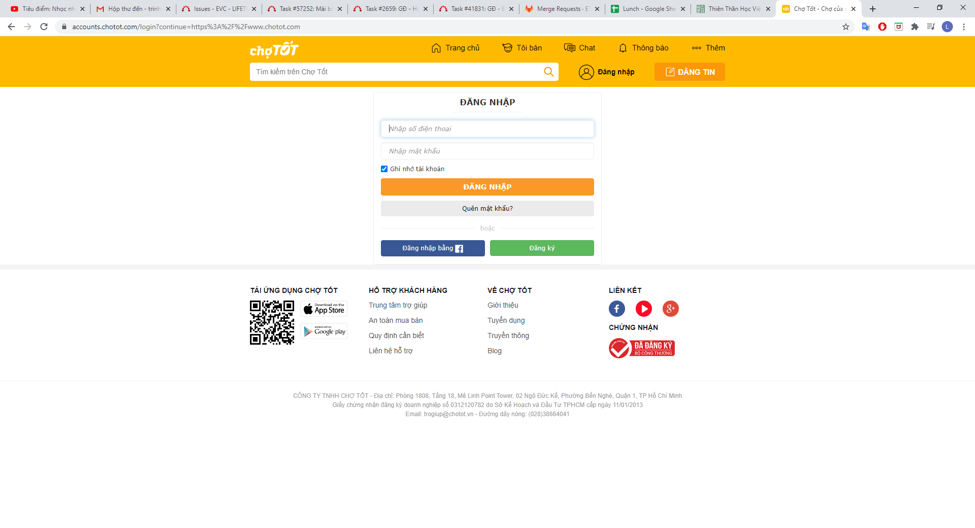 Tiêu điểm: Nhọc nh
Hộp thư đến - trinh
Issues - EVC - LIFES
Task #57252: Mãi b
Task #2659: GĐ - H
Task #41831: GĐ -
Merge Requests - E
Lunch - Google She
Thiên Thần Học Việ
Chợ Tốt - Chợ của
accounts.chotot.com/login?continue=https%3A%2F%2Fwww.chotot.com
L
chợTỐT
Trang chủ
Tôi bán
Chat
Thông báo
Thêm
Tìm kiếm trên Chợ Tốt
Đăng nhập
ĐĂNG TIN
ĐĂNG NHẬP
Nhập số điện thoại
Nhập mật khẩu
Ghi nhớ tài khoản
ĐĂNG NHẬP
Quên mật khẩu?
hoặc
Đăng nhập bằng
Đăng ký
TẢI ỨNG DỤNG CHỢ TỐT
Download on the
App Store
Google play
HỖ TRỢ KHÁCH HÀNG
Trung tâm trợ giúp
An toàn mua bán
Quy định cần biết
Liên hệ hỗ trợ
VỀ CHỢ TỐT
Giới thiệu
Tuyển dụng
Truyền thông
Blog
LIÊN KẾT
CHỨNG NHẬN
ĐÃ ĐĂNG KÝ
BỘ CÔNG THƯƠNG
CÔNG TY TNHH CHỢ TỐT - Địa chỉ: Phòng 1808, Tầng 18, Mê Linh Point Tower, 02 Ngô Đức Kế, Phường Bến Nghé, Quận 1, TP Hồ Chí Minh
Giấy chứng nhận đăng ký doanh nghiệp số 0312120782 do Sở Kế Hoạch và Đầu Tư TPHCM cấp ngày 11/01/2013
Email: trogiup@chotot.vn - Đường dây nóng: (028)38664041